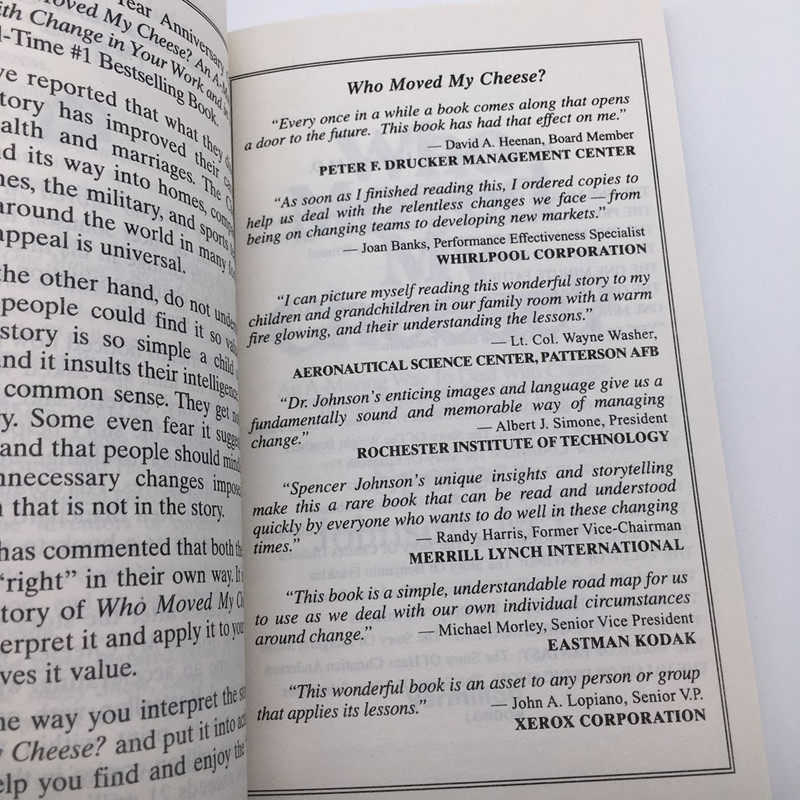 Year Anniversary
Moved My Cheese? An A-M
ith Change in Your Work and in
l-Time #1 Bestselling Book.
ve reported that what they
tory has improved their
alth and marriages. The
d its way into homes,
nes, the military, and sports
around the world in many
appeal is universal.
the other hand, do not
people could find it so
story is so simple a child
and it insults their intelligence
common sense. They get
ry. Some even fear it
and that people should
nnecessary changes
n that is not in the story.
has commented that both the
"right" in their own way. It
tory of Who Moved My
erpret it and apply it to
ves it value.
ne way you interpret the
y Cheese? and put it into
elp you find and enjoy the
Who Moved My Cheese?
"Every once in a while a book comes along that opens
a door to the future. This book has had that effect on me."
— David A. Heenan, Board Member
PETER F. DRUCKER MANAGEMENT CENTER
"As soon as I finished reading this, I ordered copies to
help us deal with the relentless changes we face — from
being on changing teams to developing new markets."
— Joan Banks, Performance Effectiveness Specialist
WHIRLPOOL CORPORATION
"I can picture myself reading this wonderful story to my
children and grandchildren in our family room with a warm
fire glowing, and their understanding the lessons."
— Lt. Col. Wayne Washer,
AERONAUTICAL SCIENCE CENTER, PATTERSON AFB
"Dr. Johnson's enticing images and language give us a
fundamentally sound and memorable way of managing
change."
— Albert J. Simone, President
ROCHESTER INSTITUTE OF TECHNOLOGY
"Spencer Johnson's unique insights and storytelling
make this a rare book that can be read and understood
quickly by everyone who wants to do well in these changing
times."
— Randy Harris, Former Vice-Chairman
MERRILL LYNCH INTERNATIONAL
"This book is a simple, understandable road map for us
to use as we deal with our own individual circumstances
around change."
— Michael Morley, Senior Vice President
EASTMAN KODAK
"This wonderful book is an asset to any person or group
that applies its lessons."
— John A. Lopiano, Senior V.P.
XEROX CORPORATION